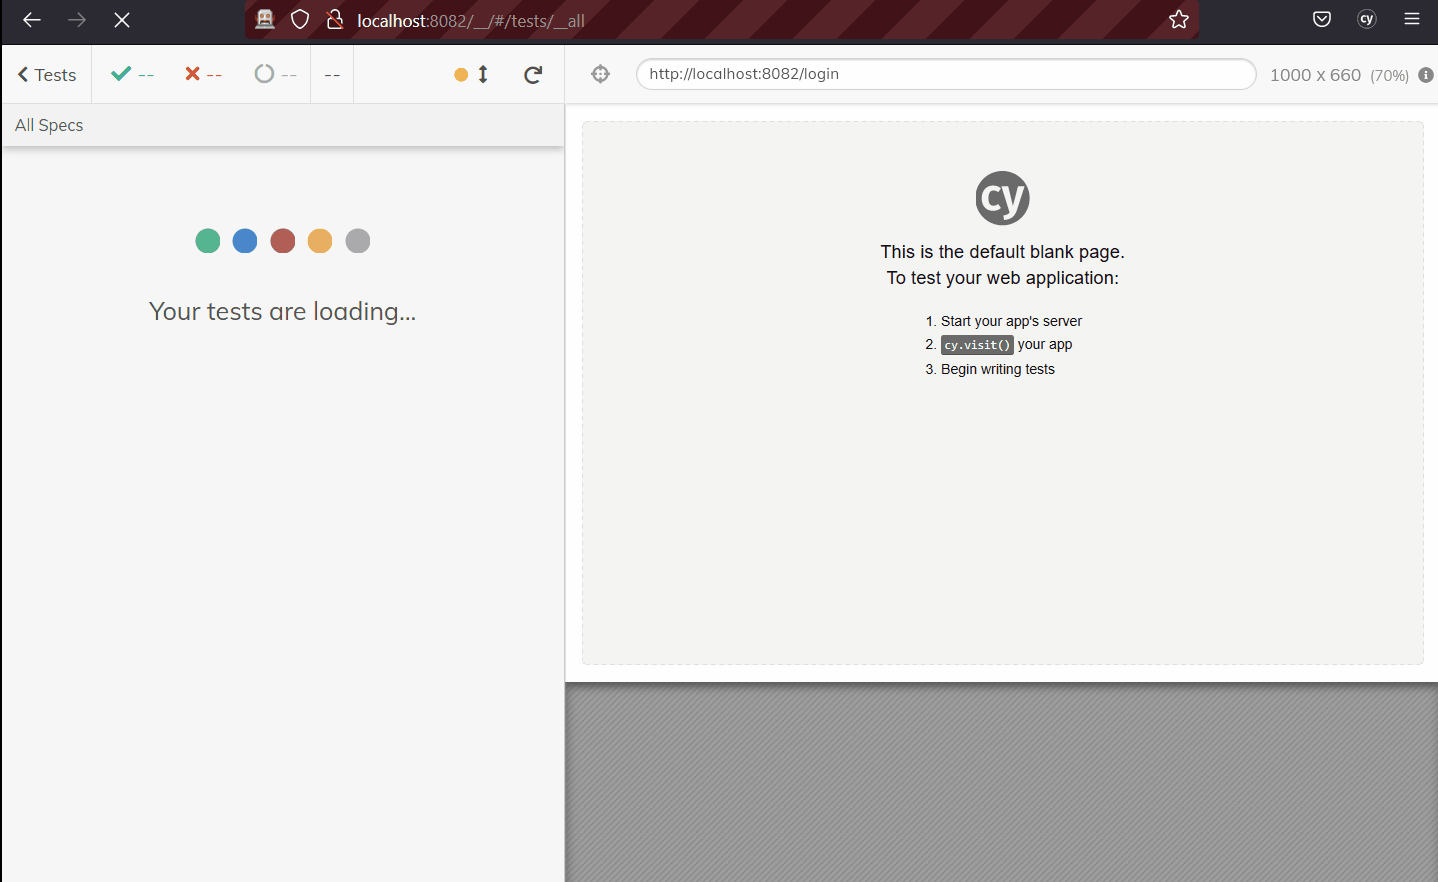 localhost:8082/__/#/tests/__all
cy
Tests
--
--
--
--
http://localhost:8082/login
1000 x 660 (70%)
All Specs
cy
This is the default blank page.
To test your web application:
1. Start your app's server
2. cy.visit() your app
3. Begin writing tests
Your tests are loading...